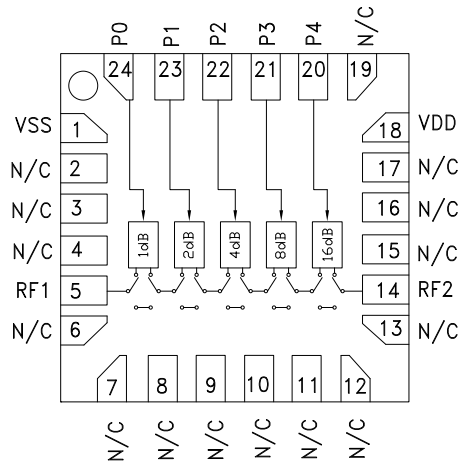 P0 P1 P2 P3 P4 N/C
24 23 22 21 20 19
VSS 1 18 VDD
N/C 2 17 N/C
N/C 3 16 N/C
N/C 4 1dB 2dB 4dB 8dB 16dB 15 N/C
RF1 5 14 RF2
N/C 6 13 N/C
7 8 9 10 11 12
N/C N/C N/C N/C N/C N/C